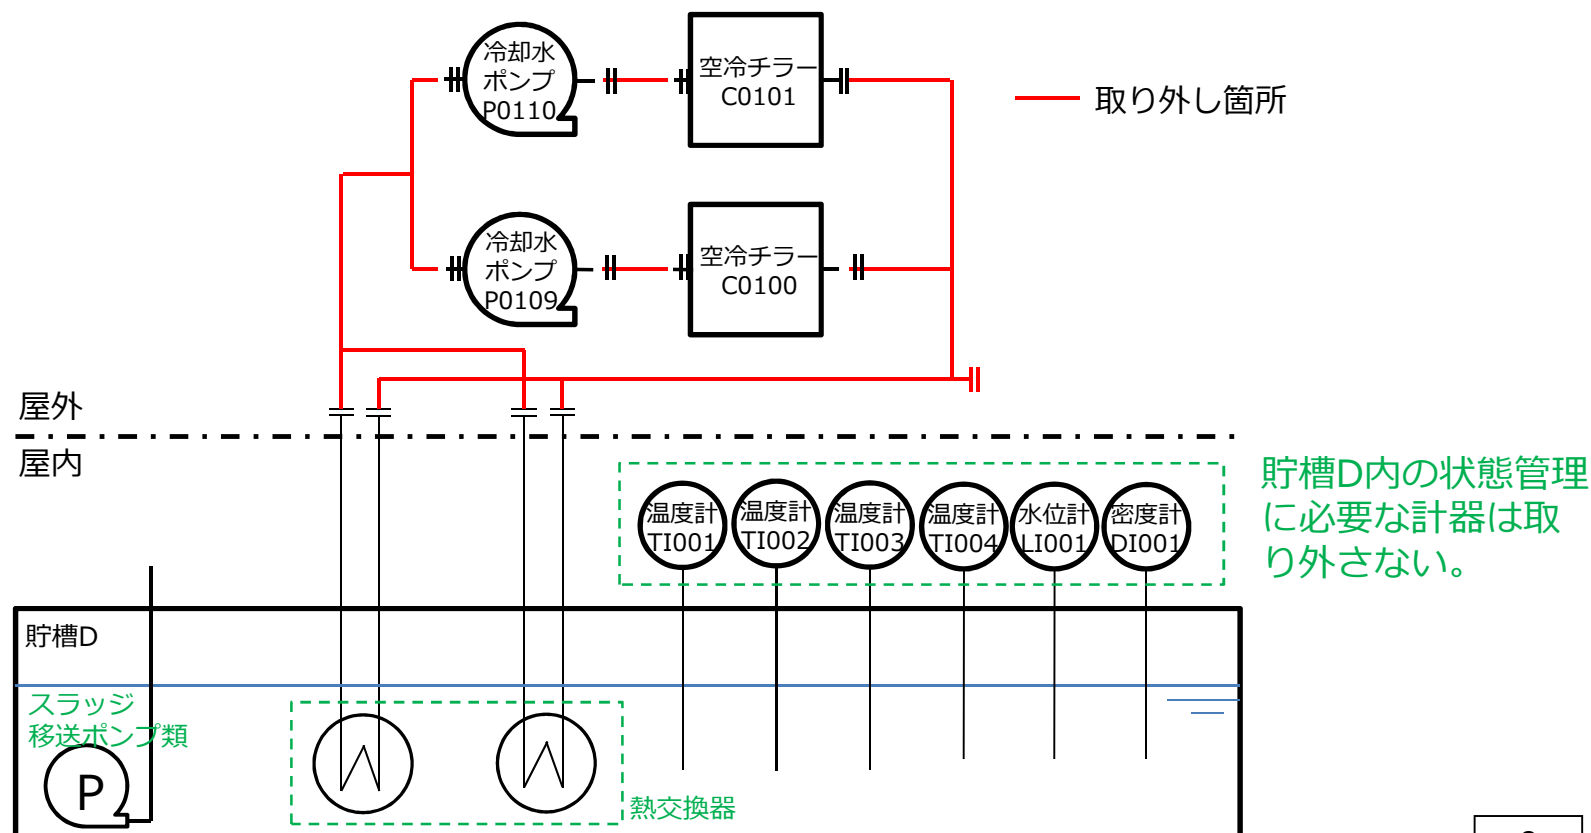 冷却水
ポンプ
P0110
空冷チラー
C0101
取り外し箇所
冷却水
ポンプ
P0109
空冷チラー
C0100
屋外
屋内
温度計
TI001
温度計
TI002
温度計
TI003
温度計
TI004
水位計
LI001
密度計
DI001
貯槽D内の状態管理
に必要な計器は取
り外さない。
貯槽D
スラッジ
移送ポンプ類
P
熱交換器